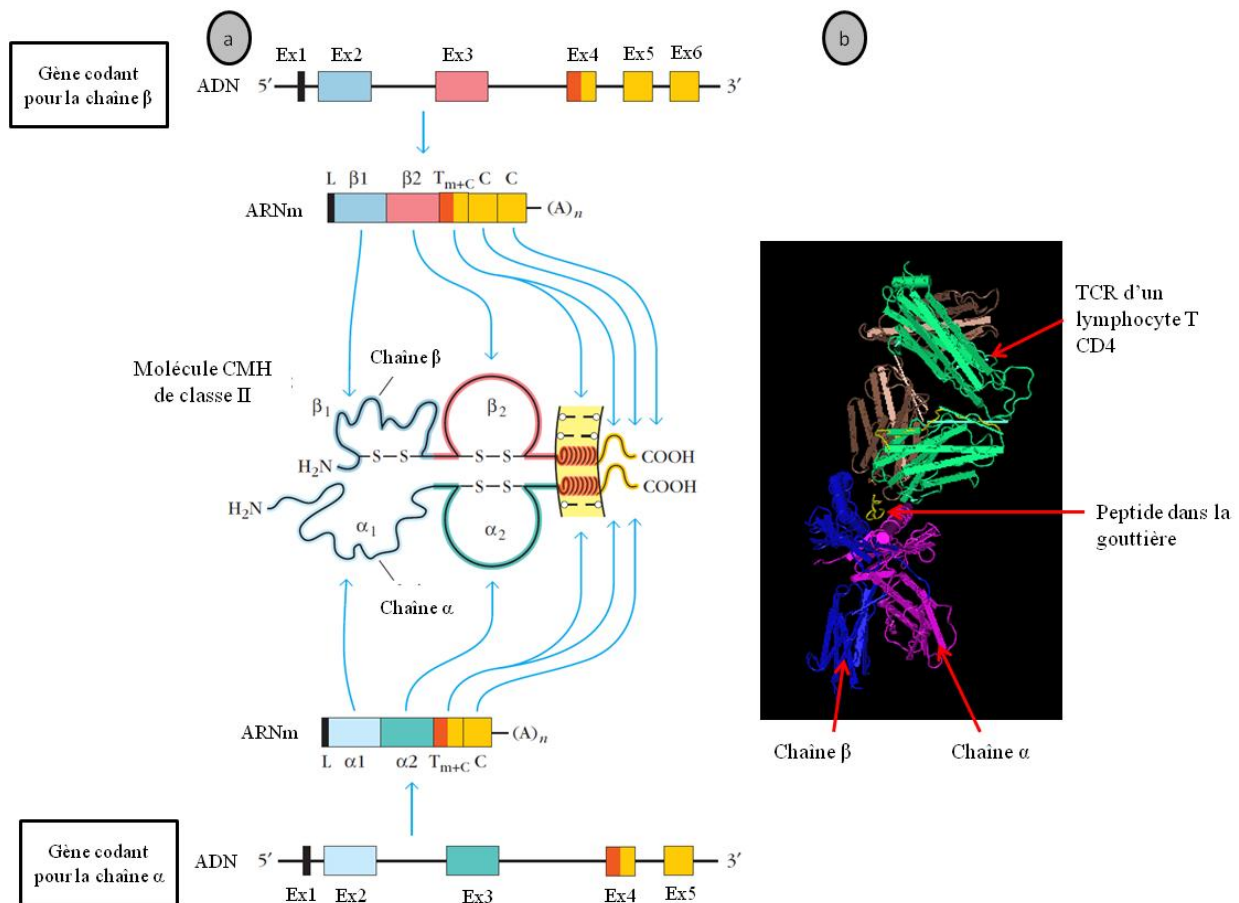 a
b
Ex1 Ex2 Ex3 Ex4 Ex5 Ex6
Gène codant
pour la chaîne β
ADN 5′ 3′
L β1 β2 Tm+C C C
ARNm (A)n
TCR d’un
lymphocyte T
CD4
Molécule CMH
de classe II
Chaîne β
β1 β2
H2N S S S S COOH
H2N S S COOH
α1 α2
Peptide dans la
gouttière
Chaîne α
ARNm (A)n
L α1 α2 Tm+C C
Chaîne β Chaîne α
Gène codant
pour la chaîne α
ADN 5′ 3′
Ex1 Ex2 Ex3 Ex4 Ex5